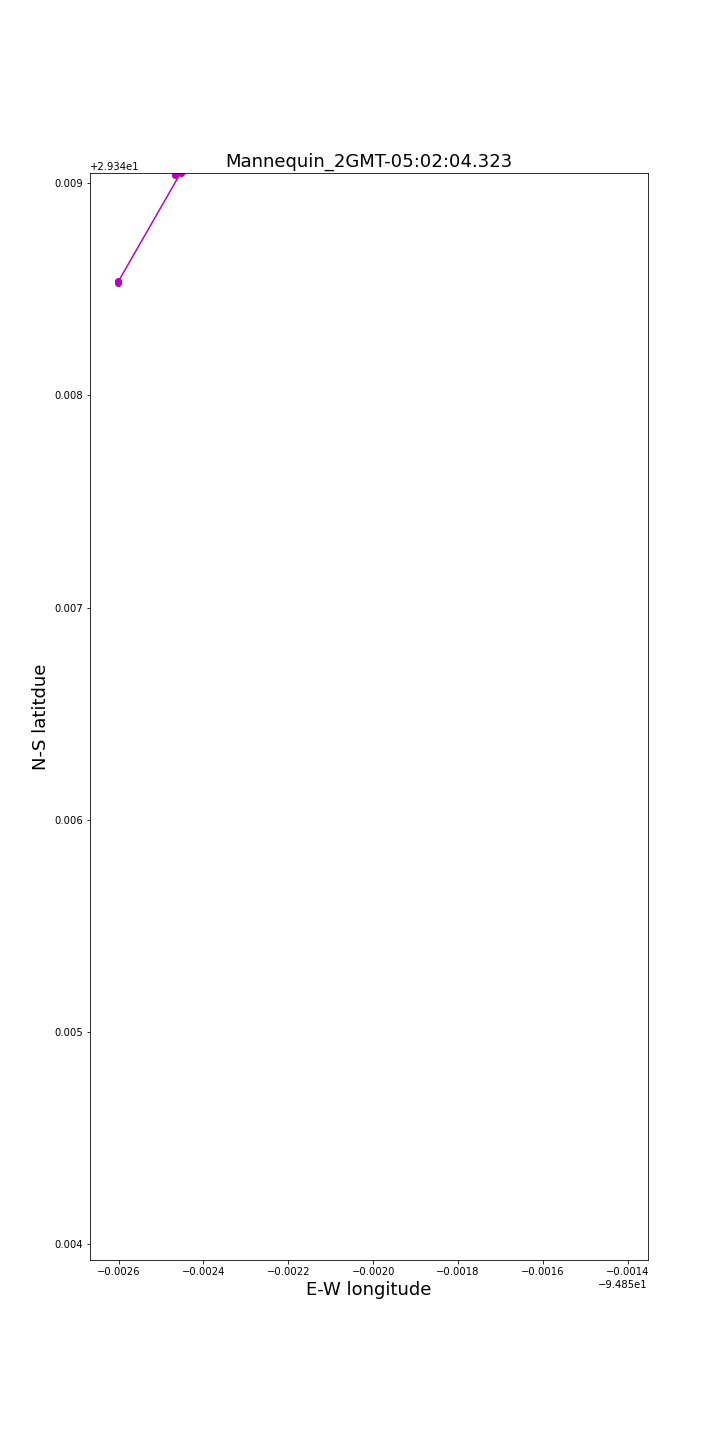 Mannequin_2GMT-05:02:04.323
+2.934e1
0.009
0.008
0.007
0.006
0.005
0.004
N-S latitdue
−0.0026 −0.0024 −0.0022 −0.0020 −0.0018 −0.0016 −0.0014
−9.485e1
E-W longitude